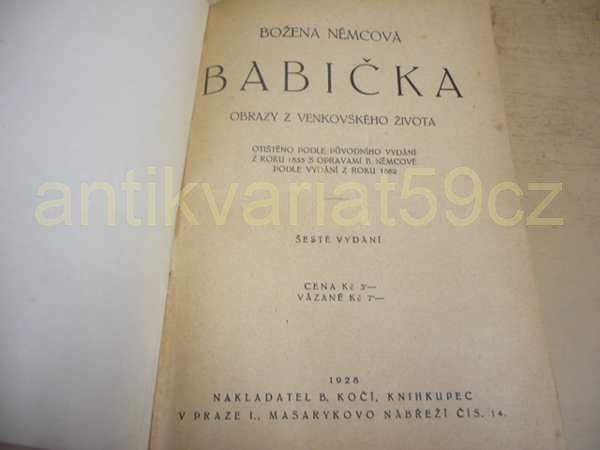 BOŽENA NĚMCOVÁ
BABIČKA
OBRAZY Z VENKOVSKÉHO ŽIVOTA
OTIŠTĚNO PODLE PŮVODNÍHO VYDÁNÍ
Z ROKU 1855 S OPRAVAMI B. NĚMCOVÉ
PODLE VYDÁNÍ Z ROKU 1862
antikvariat59cz
ŠESTÉ VYDÁNÍ
CENA Kč 3·—
VÁZANÉ Kč 7·—
1928
NAKLADATEL B. KOČÍ, KNIHKUPEC
V PRAZE I., MASARYKOVO NÁBŘEŽÍ ČÍS. 14.